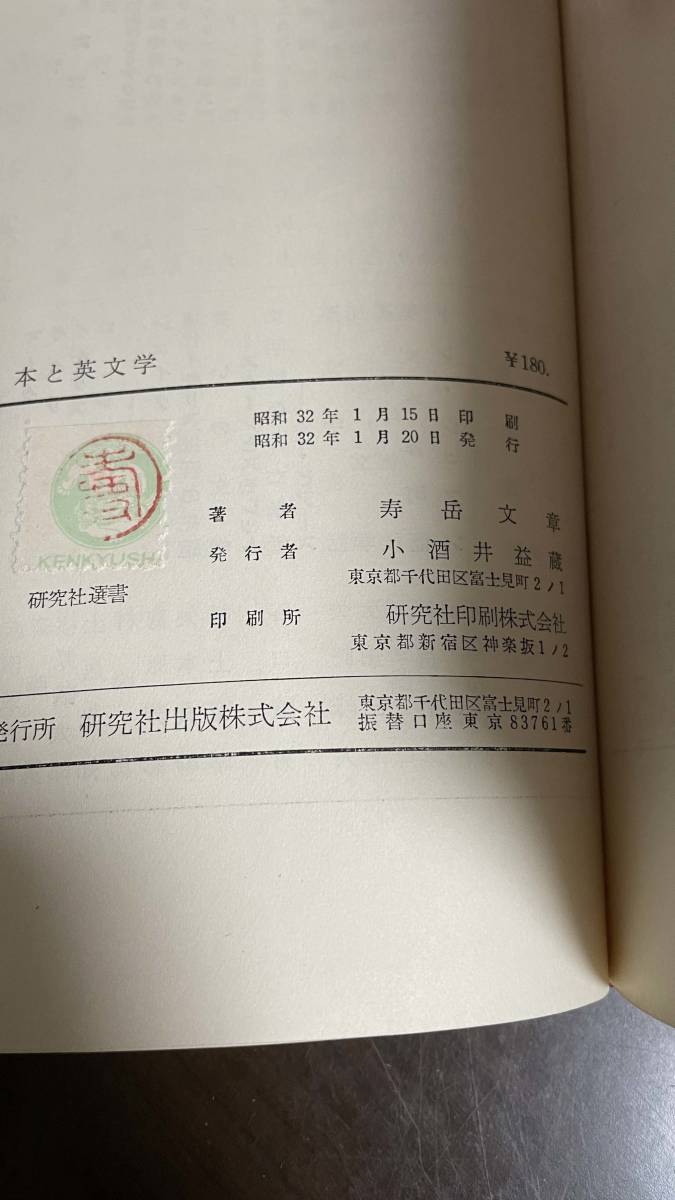 本と英文学 ¥180.
昭和 32 年 1 月 15 日 印 刷
昭和 32 年 1 月 20 日 発 行
KENKYUSH
研究社選書
著 者 寿 岳 文 章
発 行 者 小 酒 井 益 蔵
東京都千代田区富士見町 2ノ1
印 刷 所 研究社印刷株式会社
東京都新宿区神楽坂 1ノ2
発行所 研究社出版株式会社 東京都千代田区富士見町 2ノ1
振替口座東京 83761 番